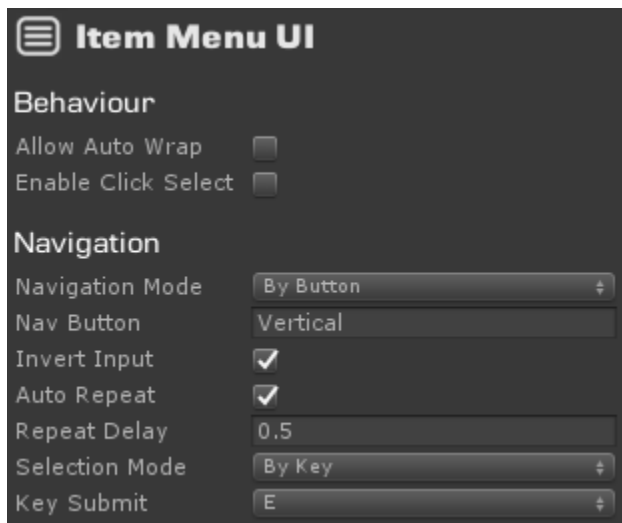 Item Menu UI
Behaviour
Allow Auto Wrap
Enable Click Select
Navigation
Navigation Mode By Button
Nav Button Vertical
Invert Input
Auto Repeat
Repeat Delay 0.5
Selection Mode By Key
Key Submit E